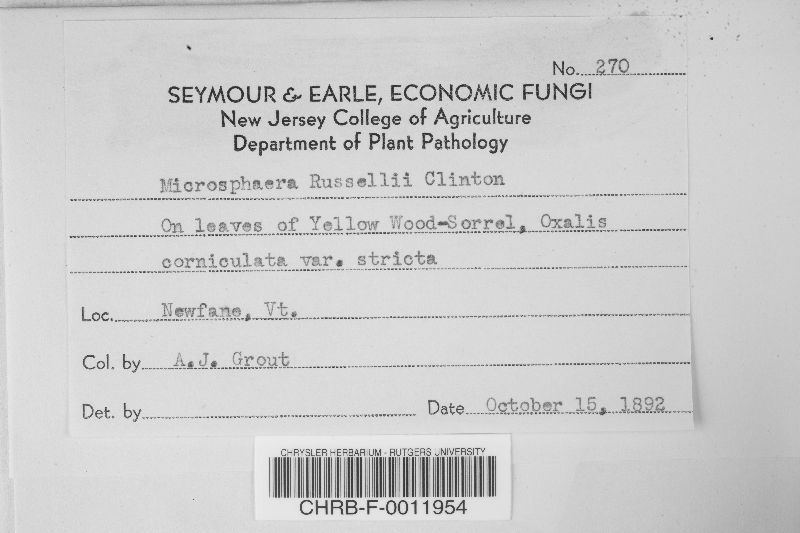 No. 270
SEYMOUR & EARLE, ECONOMIC FUNGI
New Jersey College of Agriculture
Department of Plant Pathology
Microsphaera Russellii Clinton
On leaves of Yellow Wood-Sorrel, Oxalis
corniculata var. stricta
Loc. Newfane, Vt.
Col. by A.J. Grout
Det. by
Date October 15, 1892
CHRYSLER HERBARIUM - RUTGERS UNIVERSITY
CHRB-F-0011954